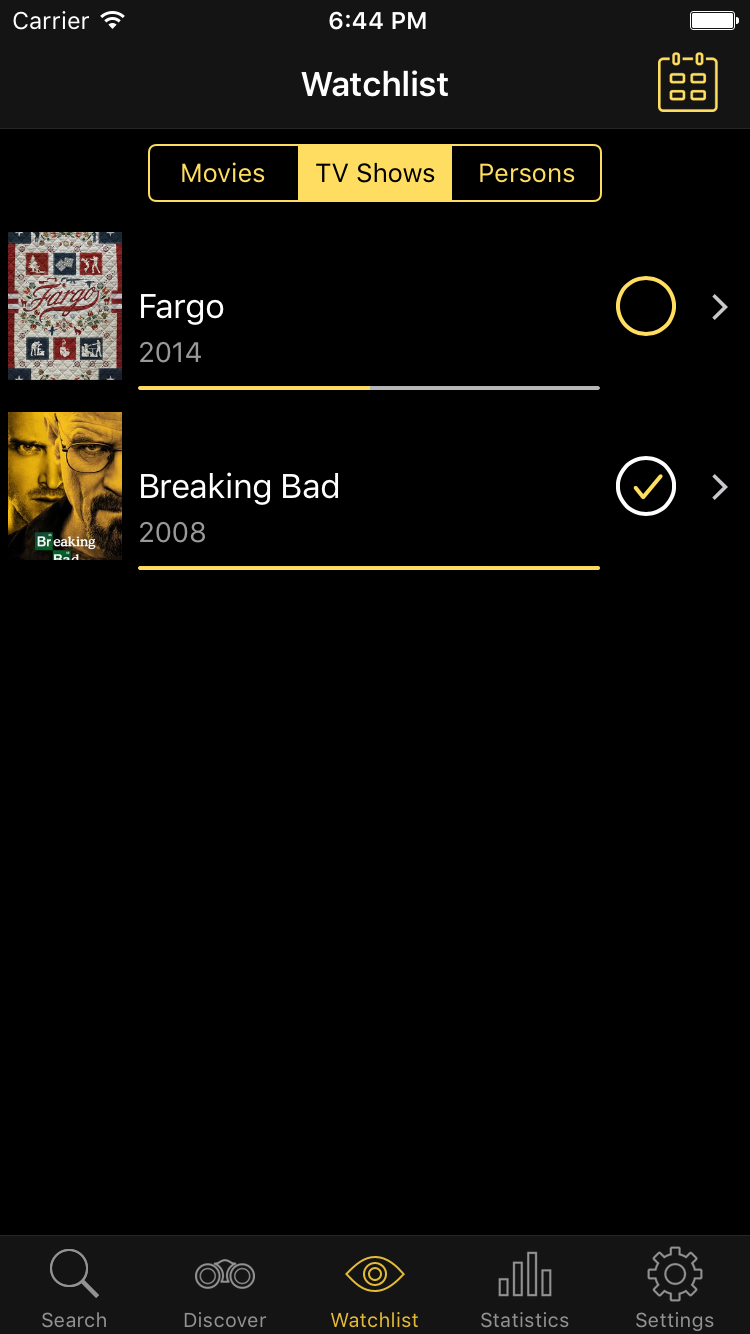 Carrier 6:44 PM
Watchlist
Movies TV Shows Persons
Fargo
Fargo
2014
Breaking Bad
2008
Breaking
Bad
Search Discover Watchlist Statistics Settings